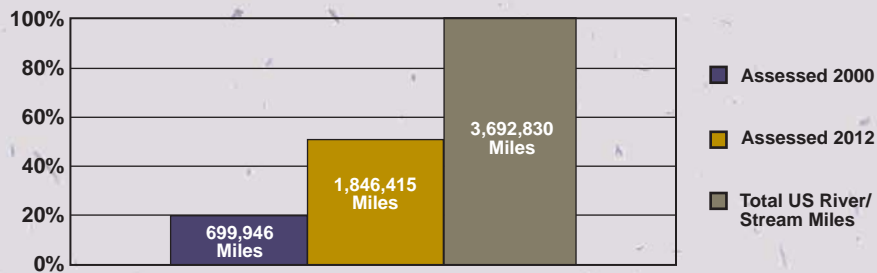 100%
80%
60%
40%
20%
0%
699,946
Miles
1,846,415
Miles
3,692,830
Miles
Assessed 2000
Assessed 2012
Total US River/
Stream Miles